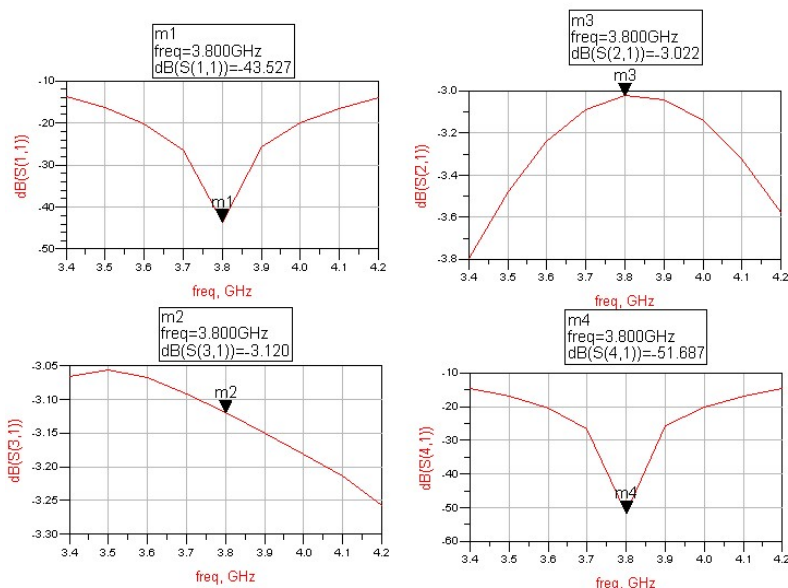 m1
freq=3.800GHz
dB(S(1,1))=-43.527
-10
-20
-30
-40
-50
dB(S(1,1))
m1
3.4 3.5 3.6 3.7 3.8 3.9 4.0 4.1 4.2
freq, GHz
m3
freq=3.800GHz
dB(S(2,1))=-3.022
m3
-3.0
-3.2
-3.4
-3.6
-3.8
dB(S(2,1))
3.4 3.5 3.6 3.7 3.8 3.9 4.0 4.1 4.2
freq, GHz
m2
freq=3.800GHz
dB(S(3,1))=-3.120
-3.05
-3.10
-3.15
-3.20
-3.25
-3.30
dB(S(3,1))
m2
3.4 3.5 3.6 3.7 3.8 3.9 4.0 4.1 4.2
freq, GHz
m4
freq=3.800GHz
dB(S(4,1))=-51.687
-10
-20
-30
-40
-50
-60
dB(S(4,1))
m4
3.4 3.5 3.6 3.7 3.8 3.9 4.0 4.1 4.2
freq, GHz